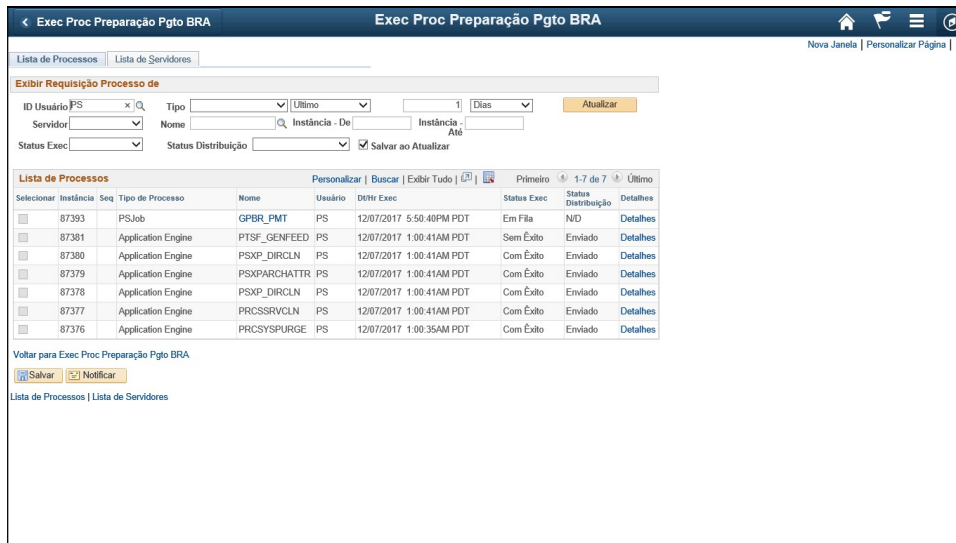 Exec Proc Preparação Pgto BRA
Exec Proc Preparação Pgto BRA
Nova Janela | Personalizar Página |
Lista de Processos Lista de Servidores
Exibir Requisição Processo de
ID Usuário PS Tipo Ultimo 1 Dias Atualizar
Servidor Nome Instância - De Instância - Até
Status Exec Status Distribuição Salvar ao Atualizar
Lista de Processos Personalizar | Buscar | Exibir Tudo | | Primeiro 1-7 de 7 Último
Selecionar Instância Seq Tipo de Processo Nome Usuário Dt/Hr Exec Status Exec Status Distribuição Detalhes
87393 PSJob GPBR_PMT PS 12/07/2017 5:50:40PM PDT Em Fila N/D Detalhes
87381 Application Engine PTSF_GENFEED PS 12/07/2017 1:00:41AM PDT Sem Êxito Enviado Detalhes
87380 Application Engine PSXP_DIRCLN PS 12/07/2017 1:00:41AM PDT Com Êxito Enviado Detalhes
87379 Application Engine PSXPARCHATTR PS 12/07/2017 1:00:41AM PDT Com Êxito Enviado Detalhes
87378 Application Engine PSXP_DIRCLN PS 12/07/2017 1:00:41AM PDT Com Êxito Enviado Detalhes
87377 Application Engine PRCSSRVCLN PS 12/07/2017 1:00:41AM PDT Com Êxito Enviado Detalhes
87376 Application Engine PRCSYSPURGE PS 12/07/2017 1:00:35AM PDT Com Êxito Enviado Detalhes
Voltar para Exec Proc Preparação Pgto BRA
Salvar Notificar
Lista de Processos | Lista de Servidores